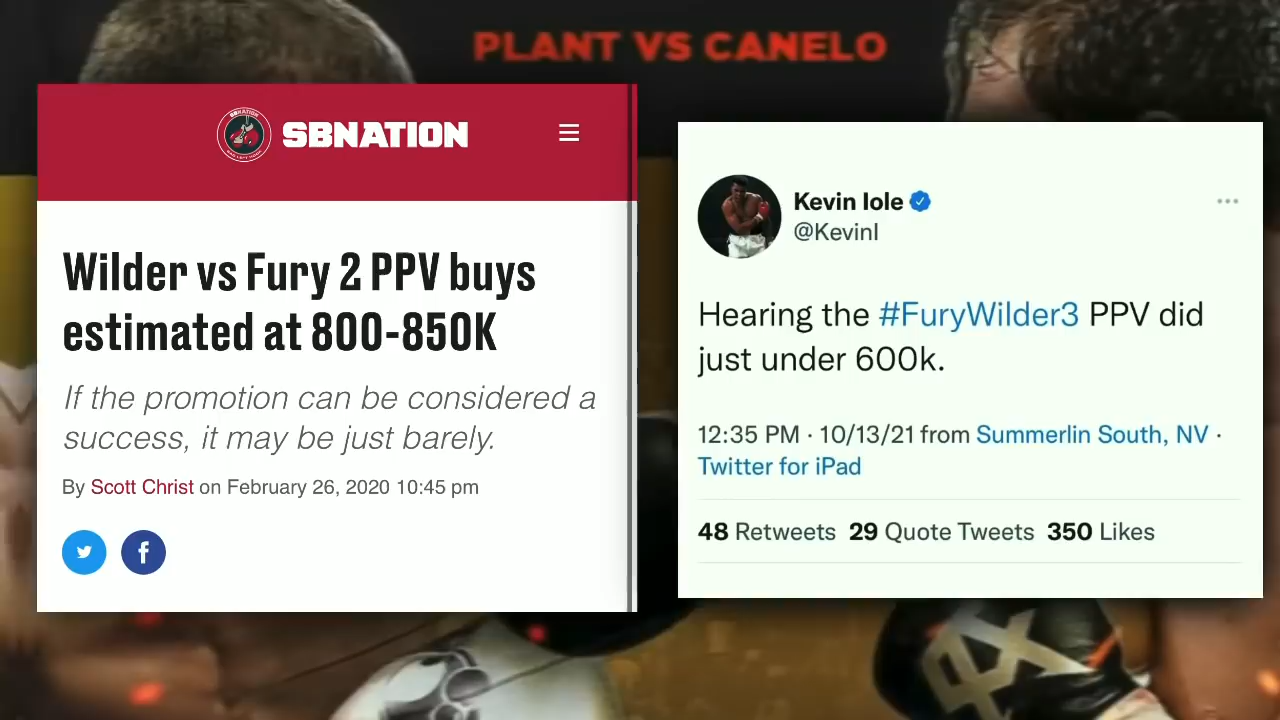 PLANT VS CANELO
SBNATION
Wilder vs Fury 2 PPV buys
estimated at 800-850K
If the promotion can be considered a
success, it may be just barely.
By Scott Christ on February 26, 2020 10:45 pm
Kevin Iole
@KevinI
Hearing the #FuryWilder3 PPV did
just under 600k.
12:35 PM · 10/13/21 from Summerlin South, NV ·
Twitter for iPad
48 Retweets 29 Quote Tweets 350 Likes